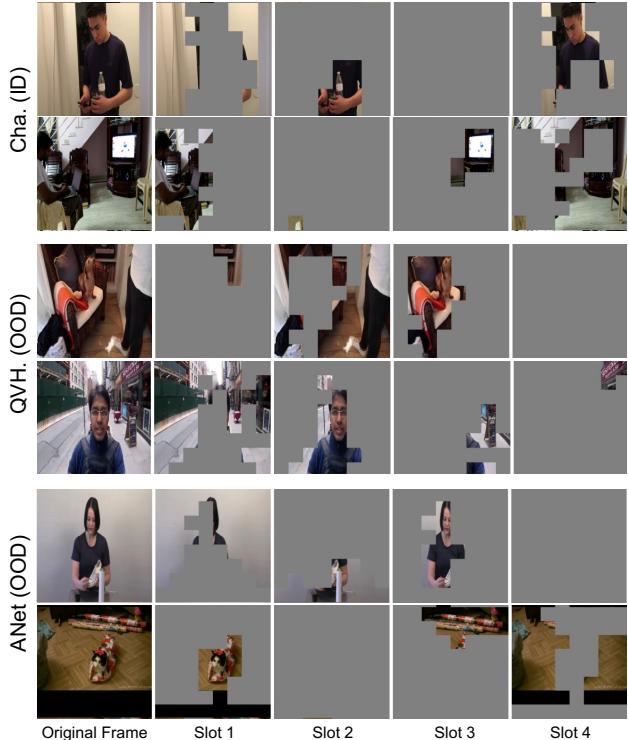 Cha. (ID)
QVH. (OOD)
ANet (OOD)
Original Frame
Slot 1
Slot 2
Slot 3
Slot 4